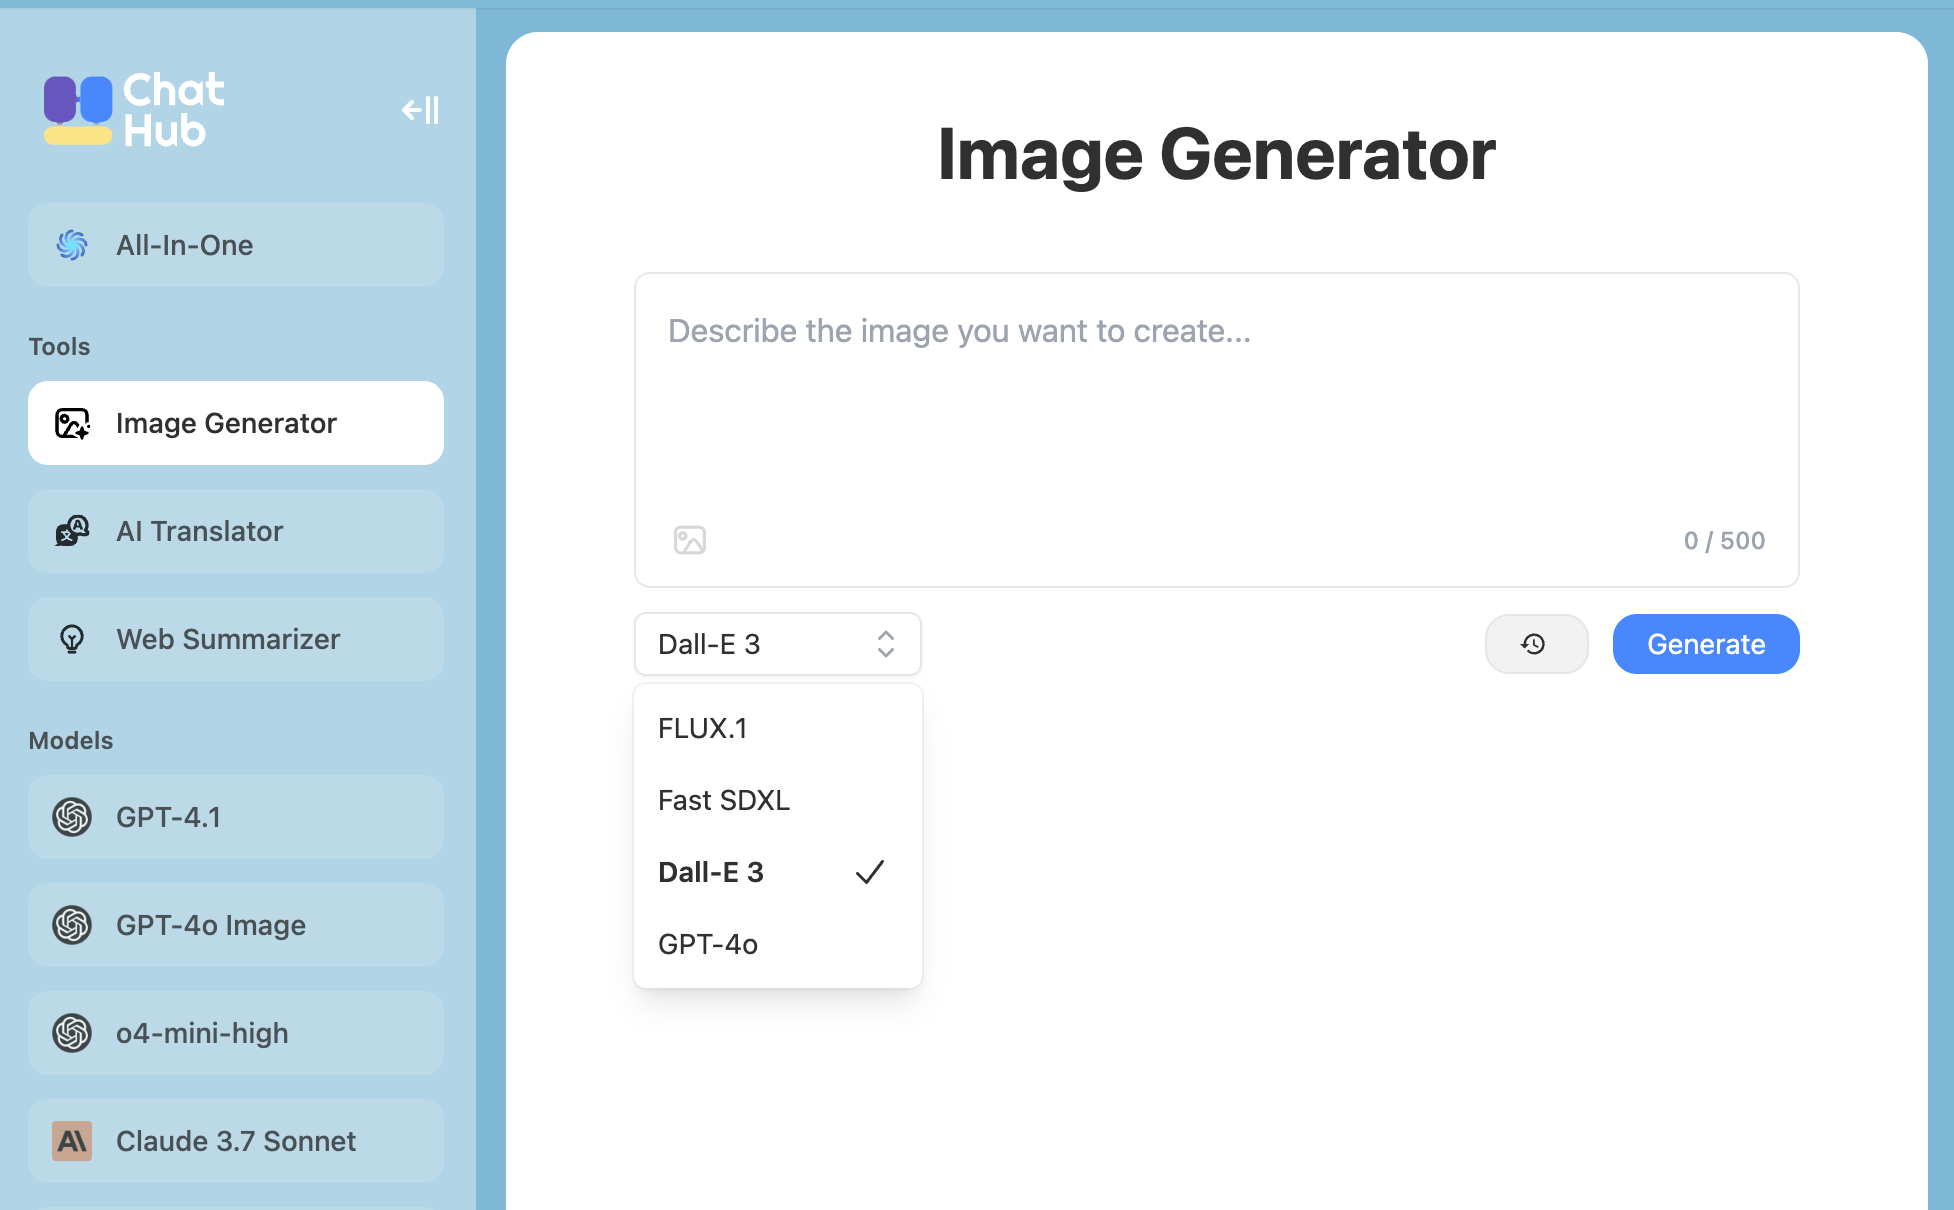 Chat
Hub
All-In-One
Tools
Image Generator
AI Translator
Web Summarizer
Models
GPT-4.1
GPT-4o Image
o4-mini-high
Claude 3.7 Sonnet
Image Generator
Describe the image you want to create...
0 / 500
Dall-E 3
Generate
FLUX.1
Fast SDXL
Dall-E 3
GPT-4o